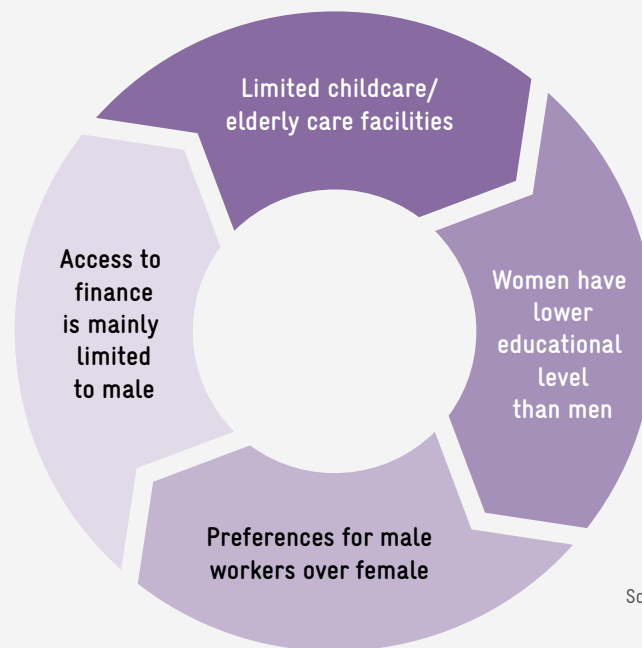 Limited childcare/
elderly care facilities
Women have
lower
educational
level
than men
Preferences for male
workers over female
Access to
finance
is mainly
limited
to male